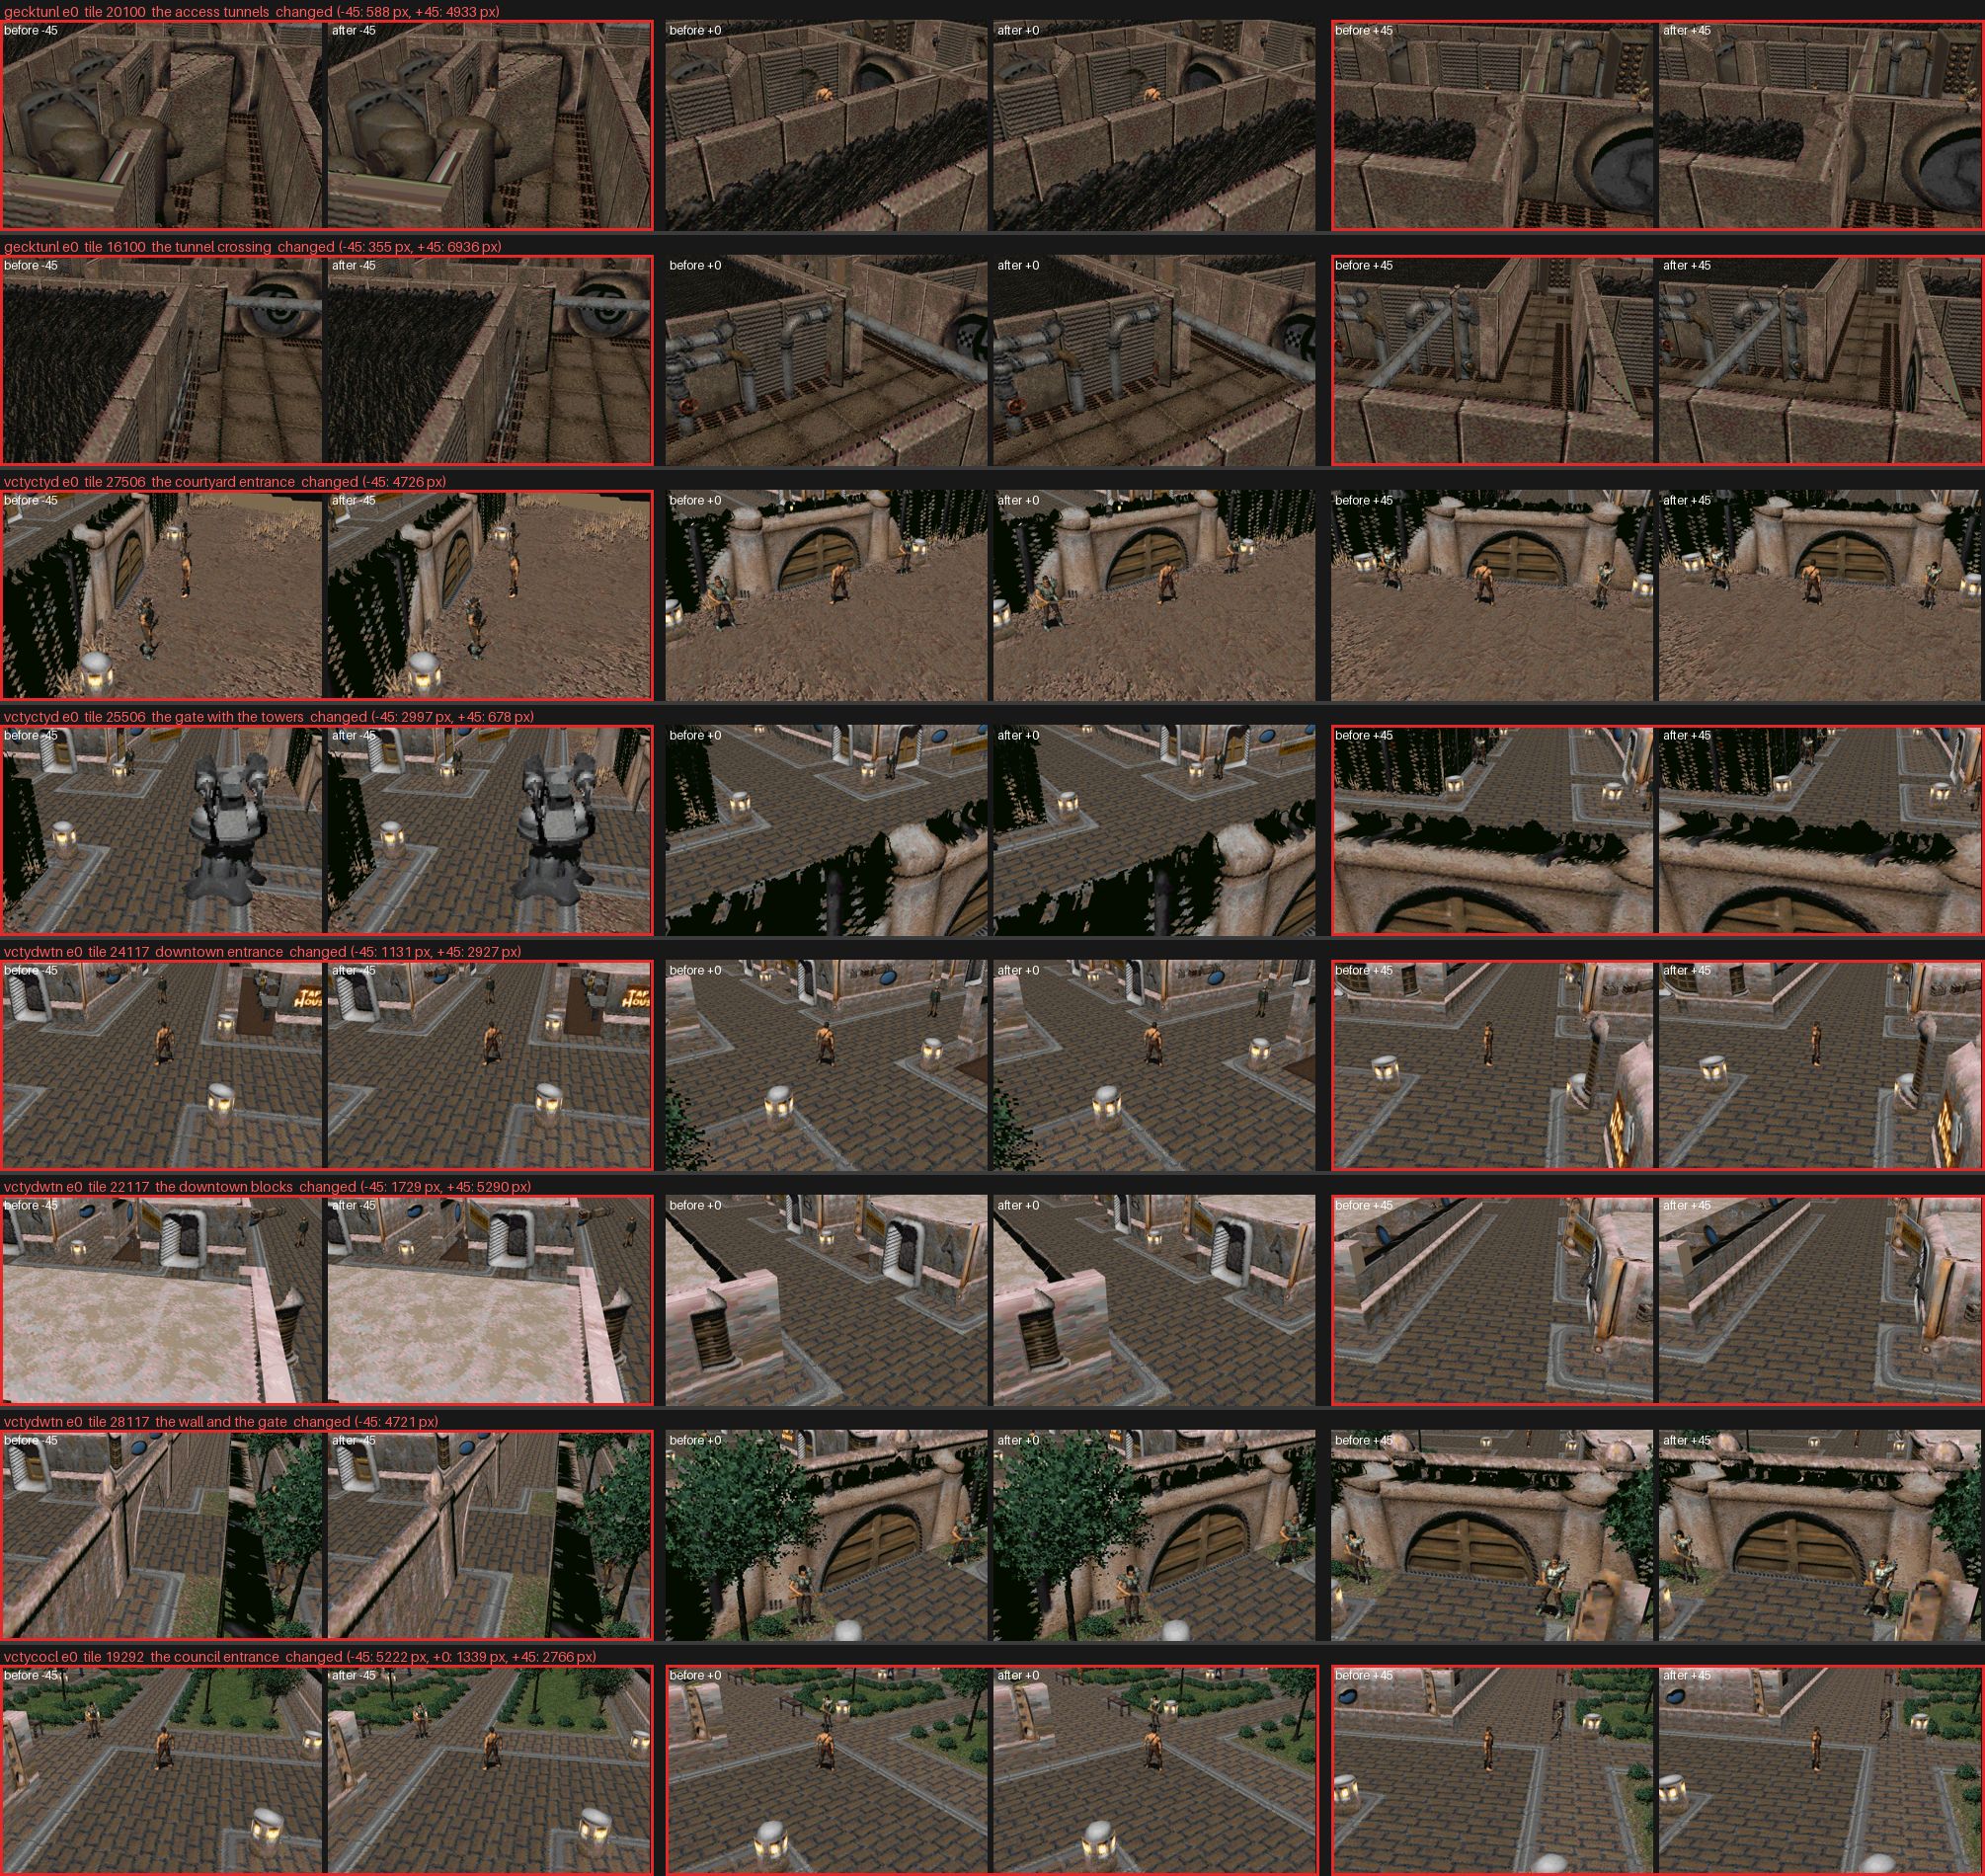 gecktunl e0 tile 20100 the access tunnels changed (-45: 588 px, +45: 4933 px)
before -45 after -45 before +0 after +0 before +45 after +45
gecktunl e0 tile 16100 the tunnel crossing changed (-45: 355 px, +45: 6936 px)
before -45 after -45 before +0 after +0 before +45 after +45
vctyctyd e0 tile 27506 the courtyard entrance changed (-45: 4726 px)
before -45 after -45 before +0 after +0 before +45 after +45
vctyctyd e0 tile 25506 the gate with the towers changed (-45: 2997 px, +45: 678 px)
before -45 after -45 before +0 after +0 before +45 after +45
vctydwtn e0 tile 24117 downtown entrance changed (-45: 1131 px, +45: 2927 px)
before -45 after -45 before +0 after +0 before +45 after +45
TAP
HOUS
TAP
HOUS
vctydwtn e0 tile 22117 the downtown blocks changed (-45: 1729 px, +45: 5290 px)
before -45 after -45 before +0 after +0 before +45 after +45
vctydwtn e0 tile 28117 the wall and the gate changed (-45: 4721 px)
before -45 after -45 before +0 after +0 before +45 after +45
vctycocl e0 tile 19292 the council entrance changed (-45: 5222 px, +0: 1339 px, +45: 2766 px)
before -45 after -45 before +0 after +0 before +45 after +45